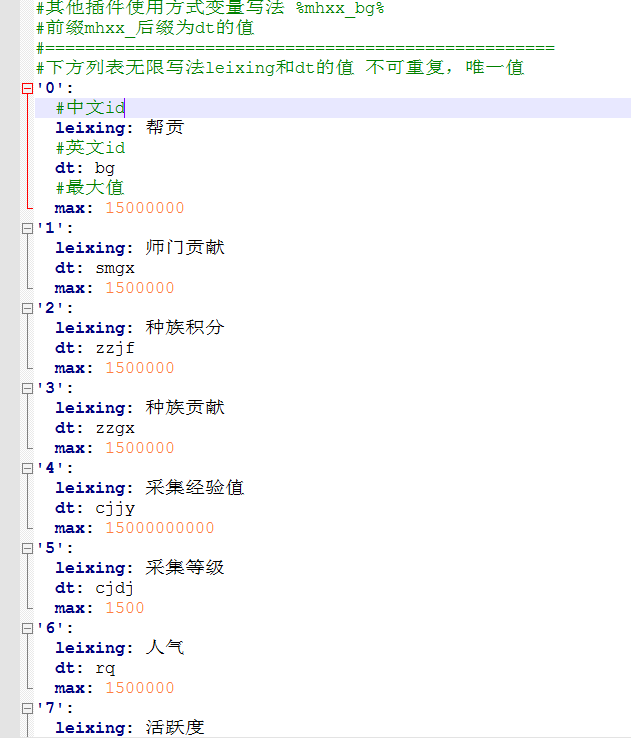 #其他插件使用方式变量写法 %mhxx_bg%
#前缀mhxx_后缀为dt的值
#===================================================
#下方列表无限写法leixing和dt的值 不可重复，唯一值
'0':
#中文id
leixing: 帮贡
#英文id
dt: bg
#最大值
max: 15000000
'1':
leixing: 师门贡献
dt: smgx
max: 1500000
'2':
leixing: 种族积分
dt: zzjf
max: 1500000
'3':
leixing: 种族贡献
dt: zzgx
max: 1500000
'4':
leixing: 采集经验值
dt: cjjy
max: 15000000000
'5':
leixing: 采集等级
dt: cjdj
max: 1500
'6':
leixing: 人气
dt: rq
max: 1500000
'7':
leixing: 活跃度